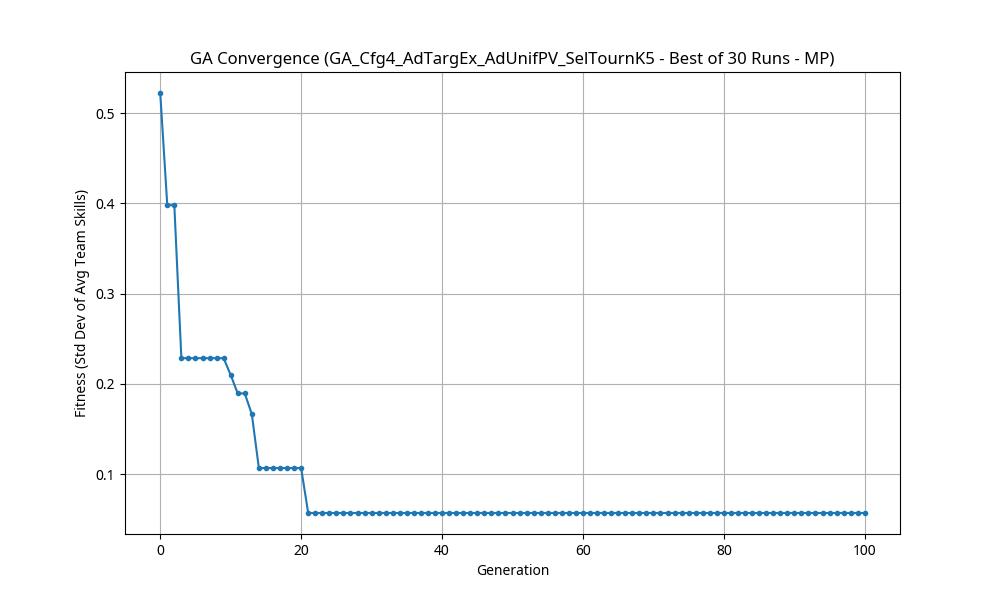 GA Convergence (GA_Cfg4_AdTargEx_AdUnifPV_SelTournK5 - Best of 30 Runs - MP)
Fitness (Std Dev of Avg Team Skills)
0.5
0.4
0.3
0.2
0.1
0 20 40 60 80 100
Generation